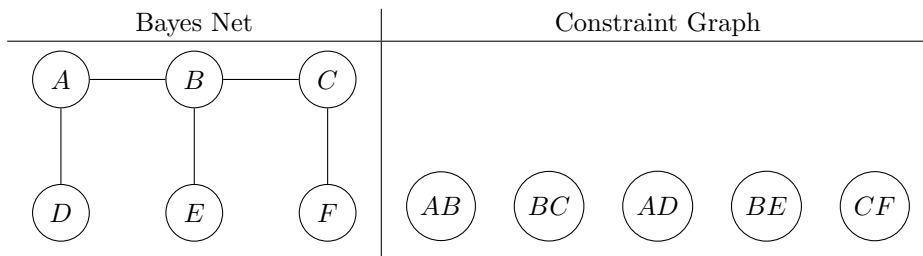 Bayes Net
Constraint Graph
A B C
D E F
AB BC AD BE CF